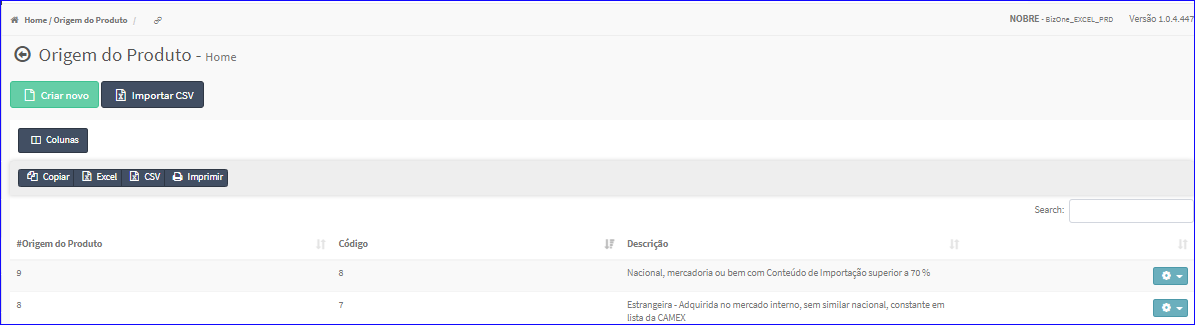 Home / Origem do Produto /
NOBRE - BizOne_EXCEL_PRD Versão 1.0.4.447
Origem do Produto - Home
Criar novo Importar CSV
Colunas
Copiar Excel CSV Imprimir
Search:
#Origem do Produto Código Descrição
9 8 Nacional, mercadoria ou bem com Conteúdo de Importação superior a 70 %
8 7 Estrangeira - Adquirida no mercado interno, sem similar nacional, constante em
lista da CAMEX